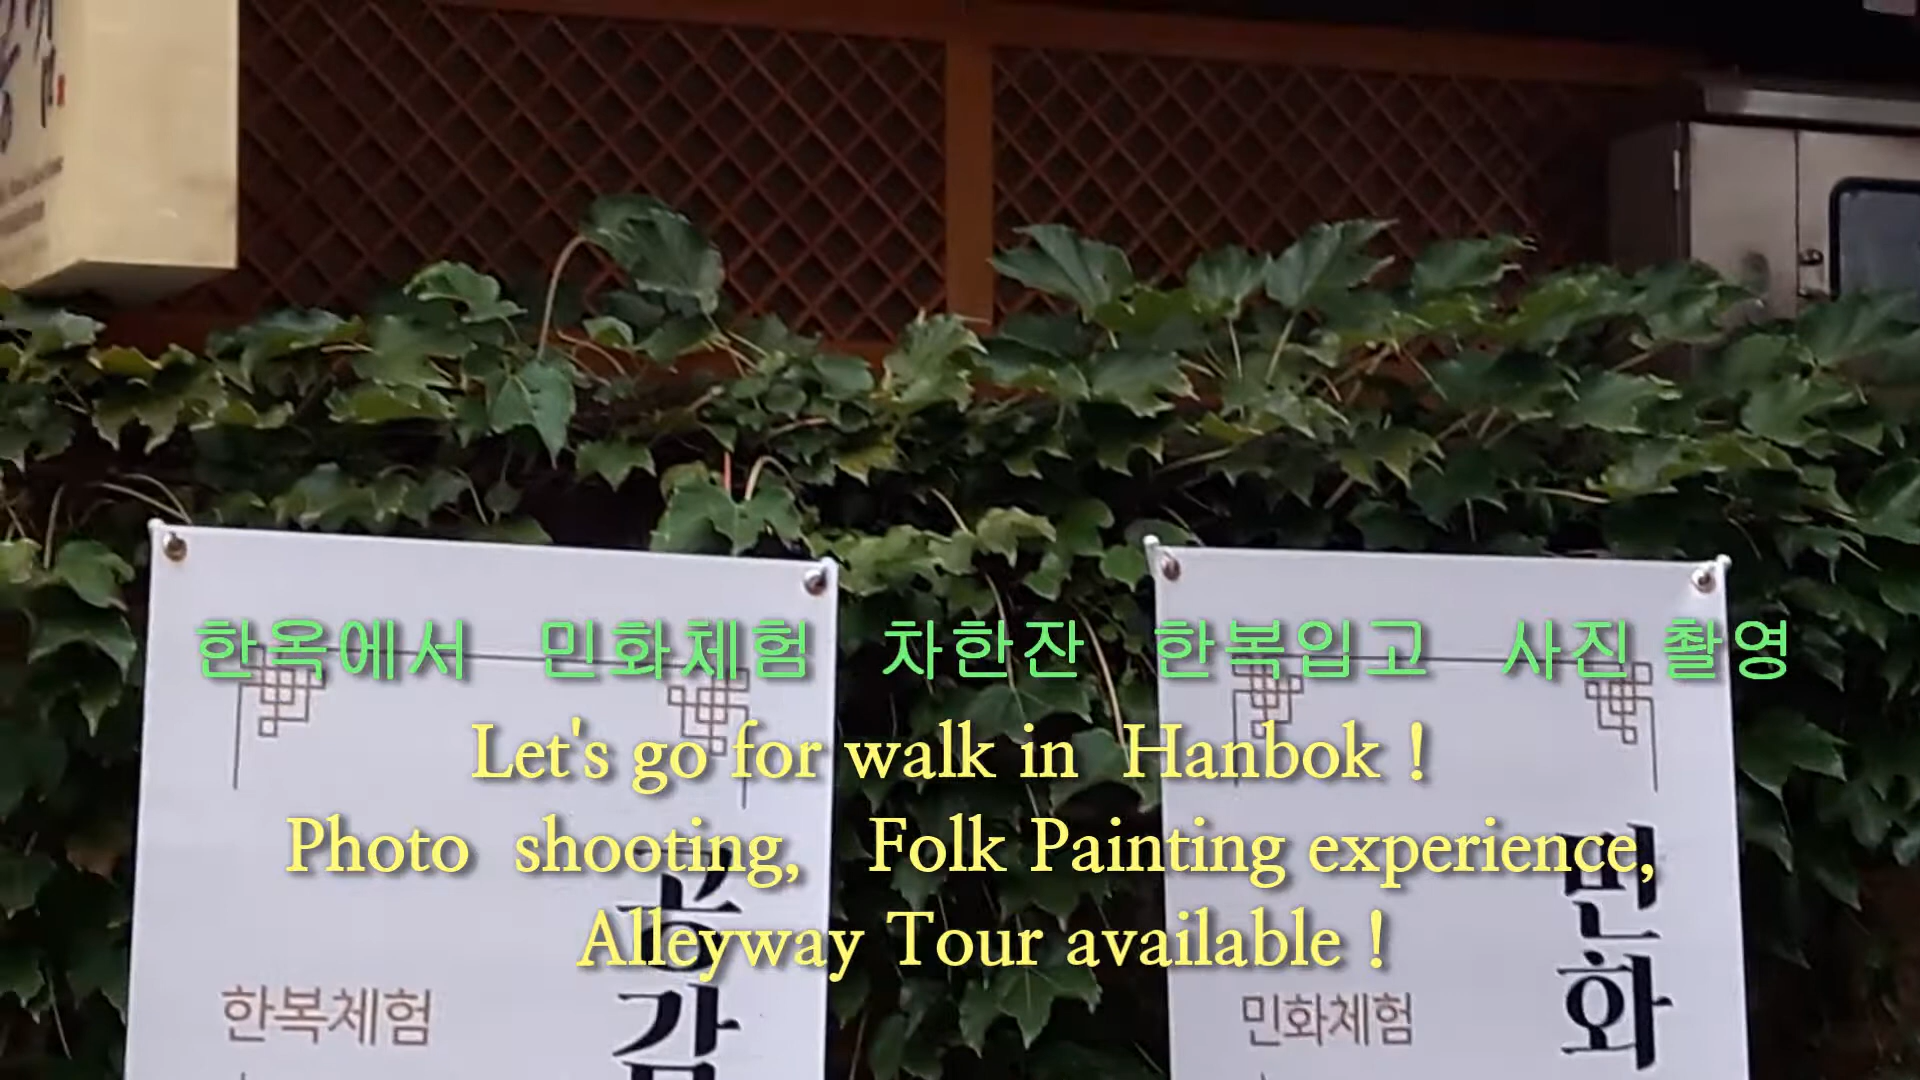 한옥에서 민화체험 차한잔 한복입고 사진 촬영
Let's go for walk in Hanbok !
Photo shooting, Folk Painting experience,
Alleyway Tour available !
한복체험
민화체험
민화